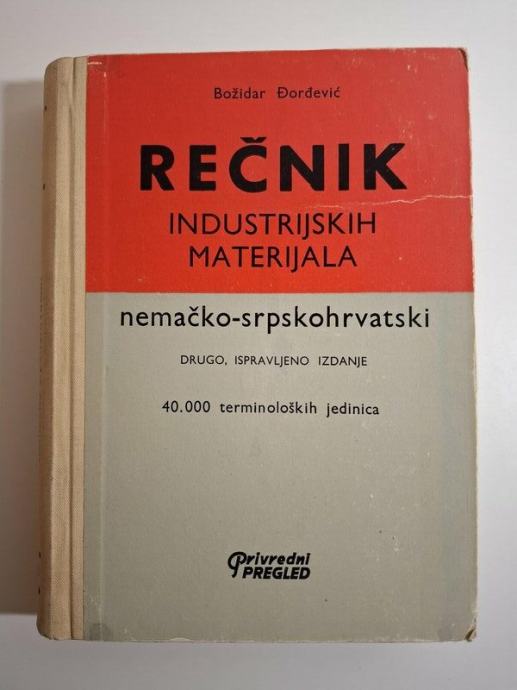 Božidar Đorđević
REČNIK
INDUSTRIJSKIH
MATERIJALA
nemačko-srpskohrvatski
DRUGO, ISPRAVLJENO IZDANJE
40.000 terminoloških jedinica
Privredni
PREGLED